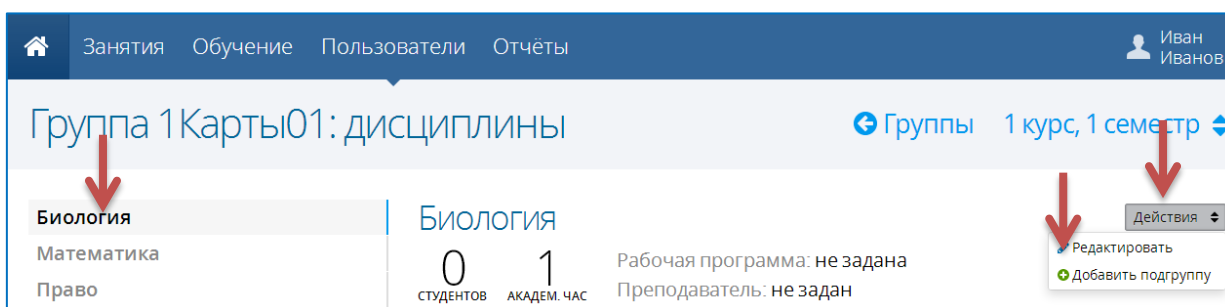 Занятия Обучение Пользователи Отчёты Иван Иванов
Группа 1Карты01: дисциплины Группы 1 курс, 1 семестр
Биология
Математика
Право
Биология
Действия
Редактировать
Добавить подгруппу
0 СТУДЕНТОВ
1 АКАДЕМ. ЧАС
Рабочая программа: не задана
Преподаватель: не задан